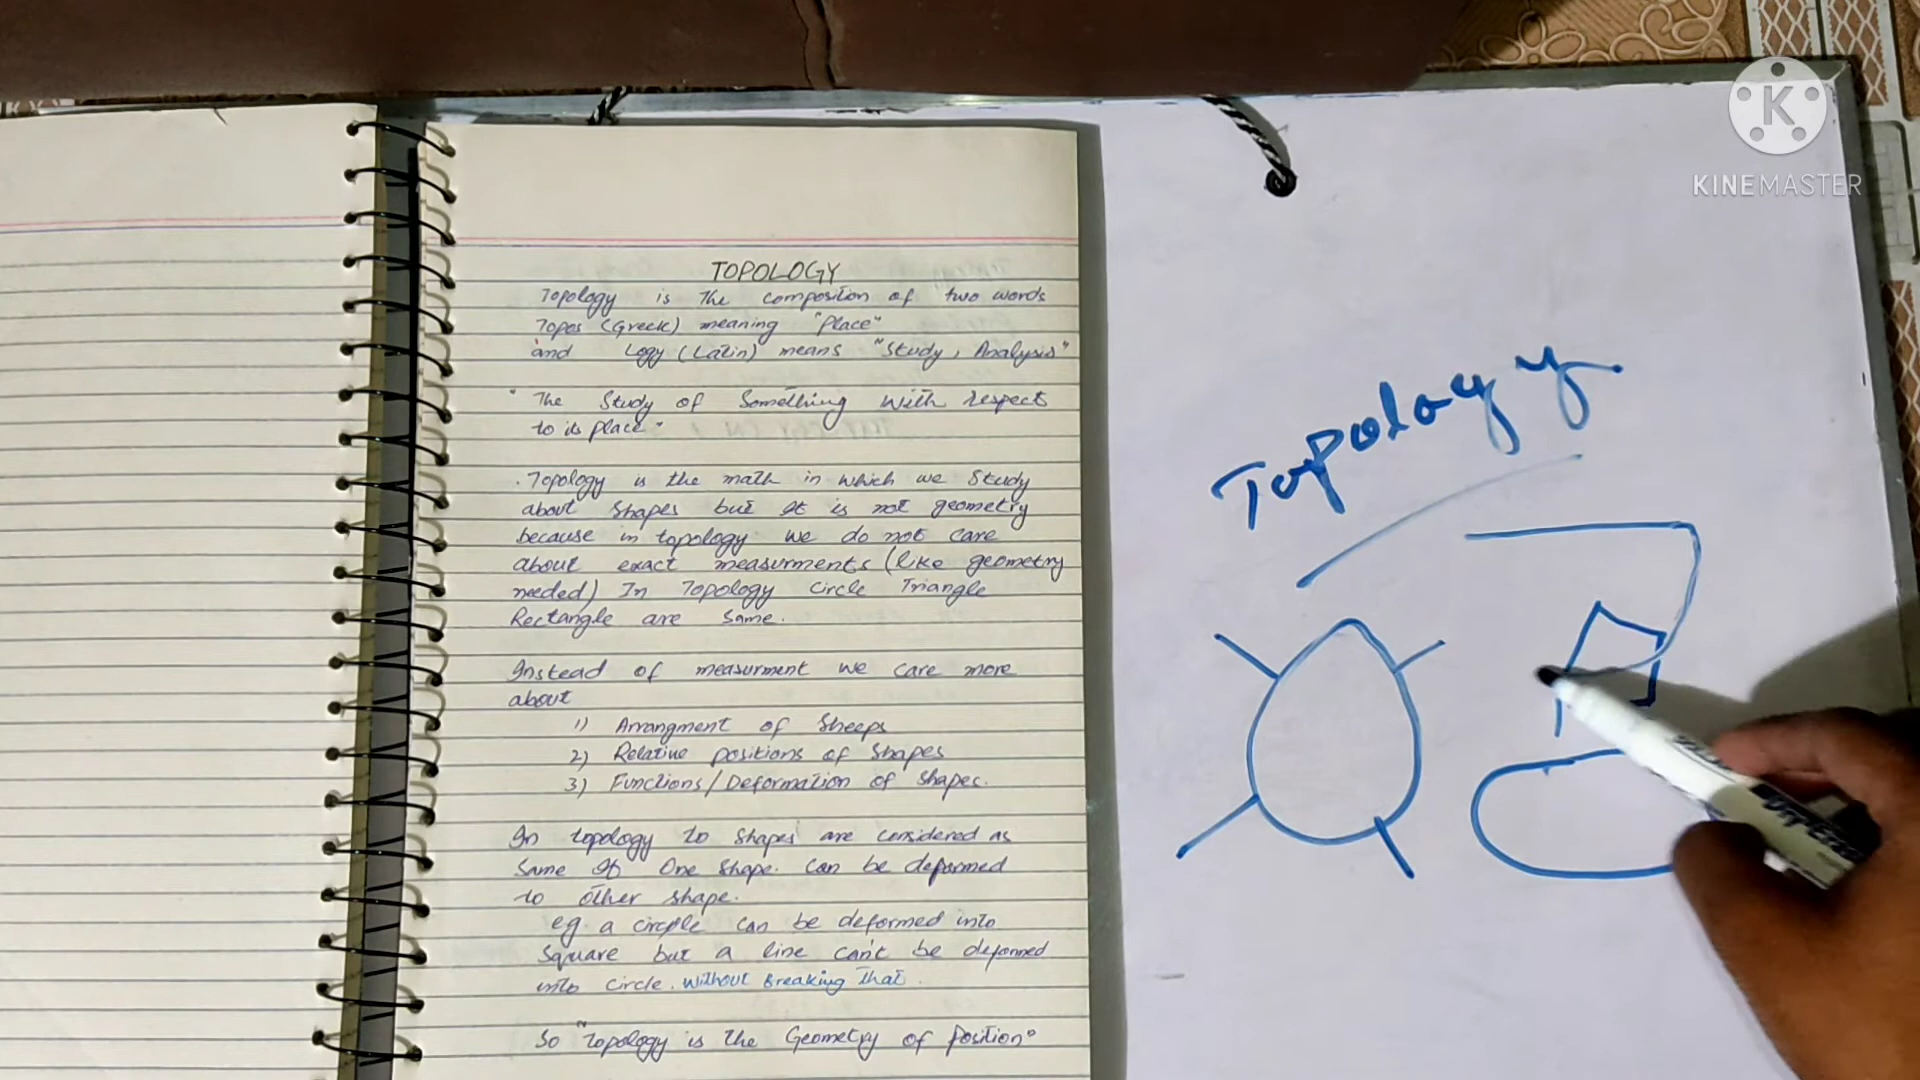 TOPOLOGY
Topology is The composition of two words
Topos (Greek) meaning "Place"
and Logy (Latin) means "Study, Analysis"
"The Study of Something with respect
to its place"
. Topology is the math in which we Study
about shapes but It is not geometry
because in topology we do not care
about exact measurments (like geometry
needed) In Topology Circle Triangle
Rectangle are Same.
Instead of measurment we care more
about
1) Arrangment of Sheeps
2) Relative positions of shapes
3) Functions/Deformation of shapes.
In topology to shapes are considered as
Same If One shape. Can be deformed
to other shape.
eg. a circle can be deformed into
Square but a line can't be deformed
into circle. without breaking that.
So "Topology is the Geometry of Position"
Topology
K
KINEMASTER